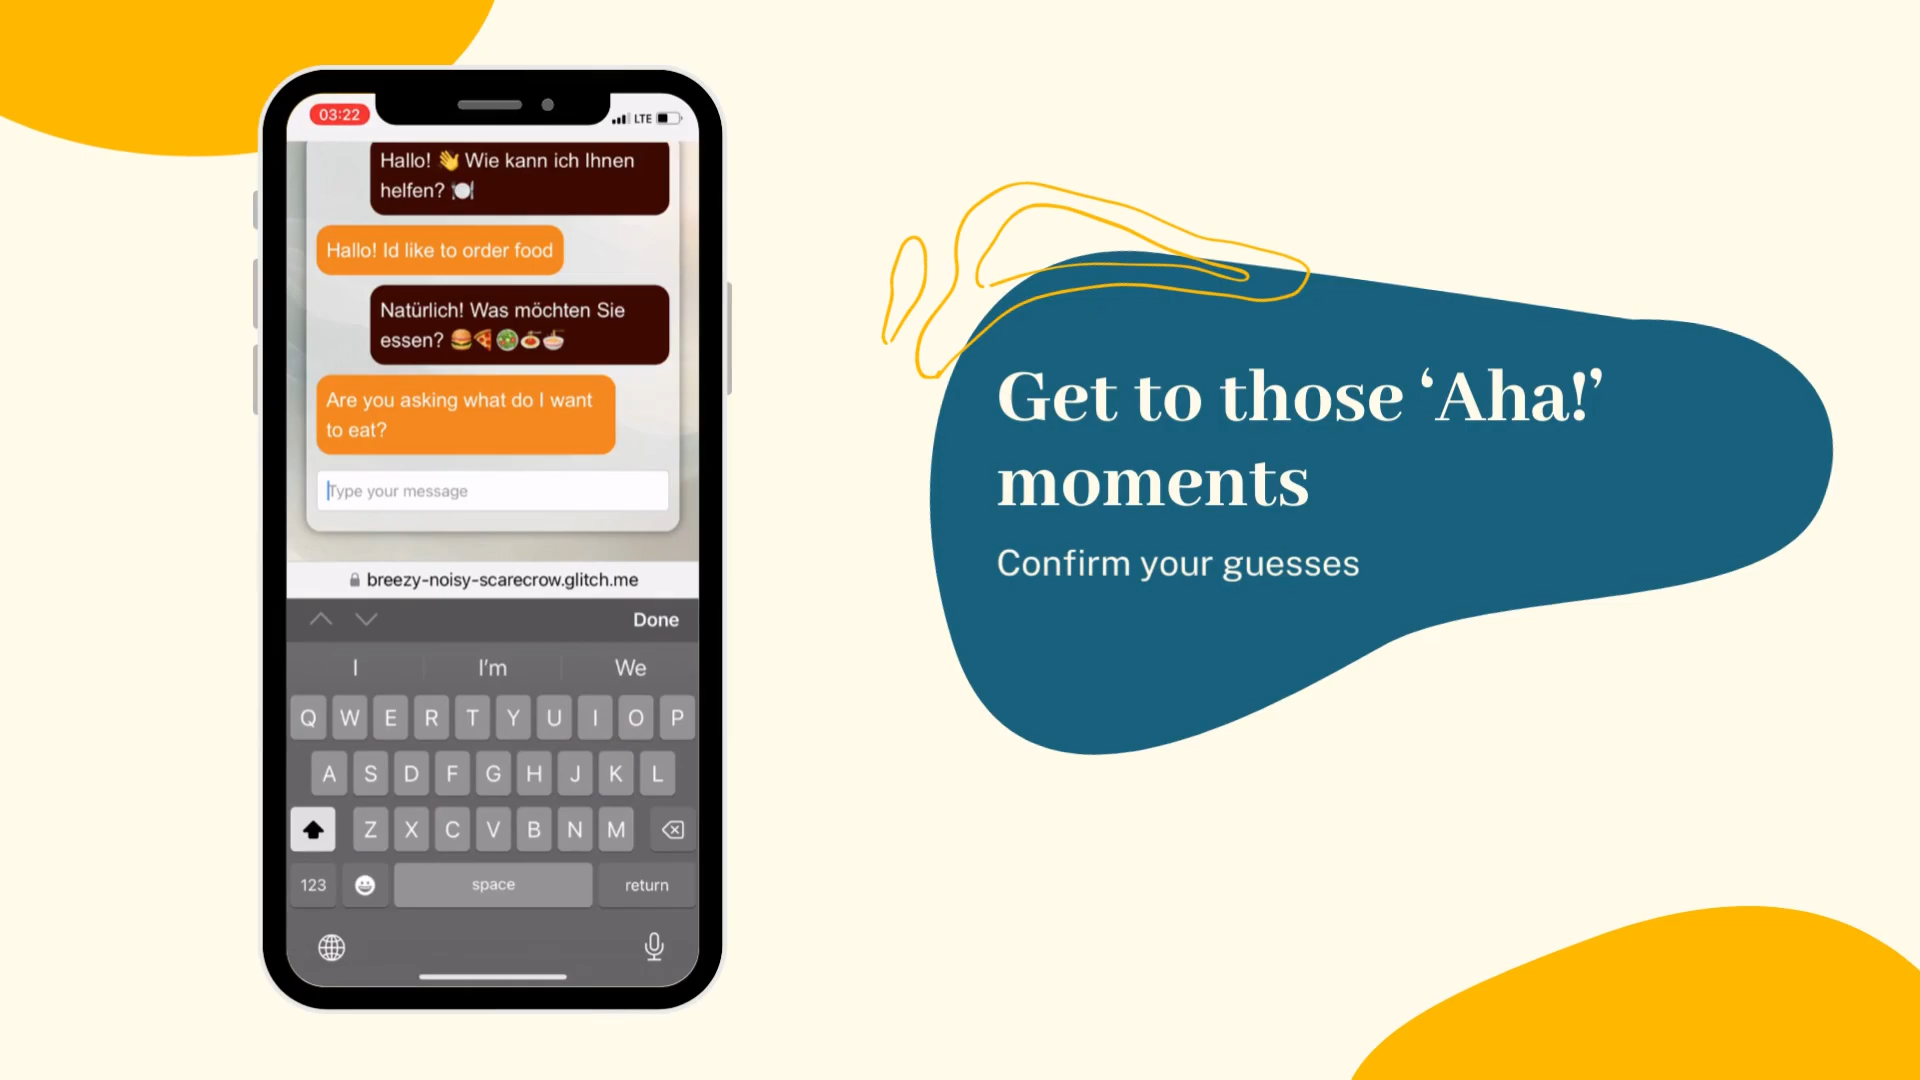 03:22
LTE
Hallo! 👋 Wie kann ich Ihnen
helfen? 🍽️
Hallo! Id like to order food
Natürlich! Was möchten Sie
essen? 🍔🍕🥗🍝🍜
Are you asking what do I want
to eat?
Type your message
breezy-noisy-scarecrow.glitch.me
Done
I I'm We
Q W E R T Y U I O P
A S D F G H J K L
Z X C V B N M
123 space return
Get to those ‘Aha!’
moments
Confirm your guesses